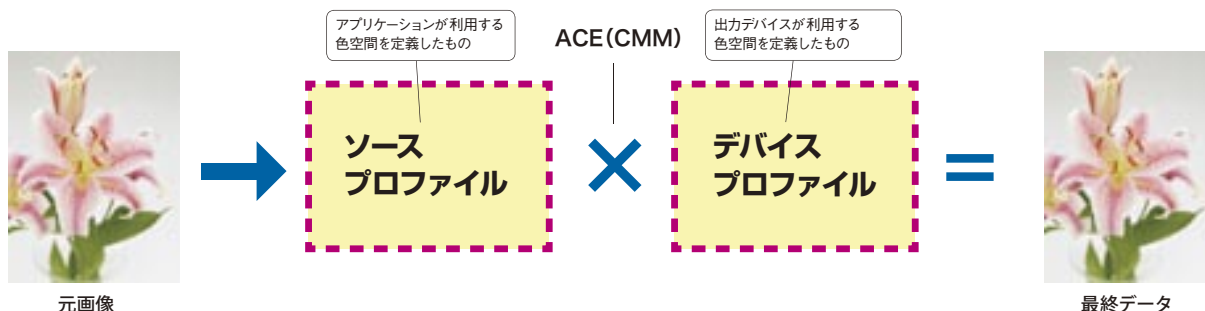 アプリケーションが利用する
色空間を定義したもの
ACE(CMM)
出力デバイスが利用する
色空間を定義したもの
ソース
プロファイル
×
デバイス
プロファイル
=
元画像
最終データ